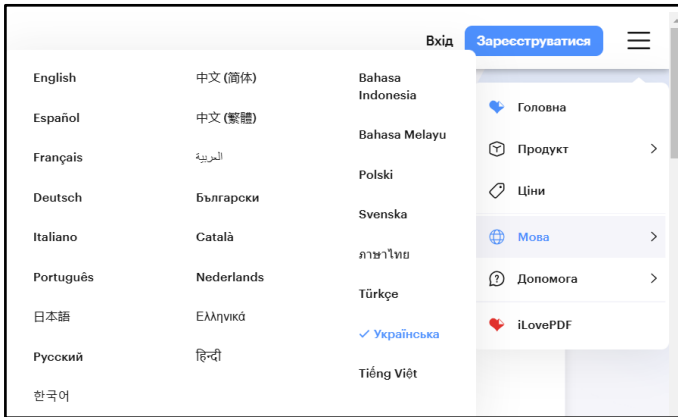 Вхід
Зареєструватися
English
Español
Français
Deutsch
Italiano
Português
日本語
Русский
한국어
中文 (简体)
中文 (繁體)
العربية
Български
Català
Nederlands
Ελληνικά
हिन्दी
Bahasa
Indonesia
Bahasa Melayu
Polski
Svenska
ภาษาไทย
Türkçe
Українська
Tiếng Việt
Головна
Продукт
Ціни
Мова
Допомога
iLovePDF